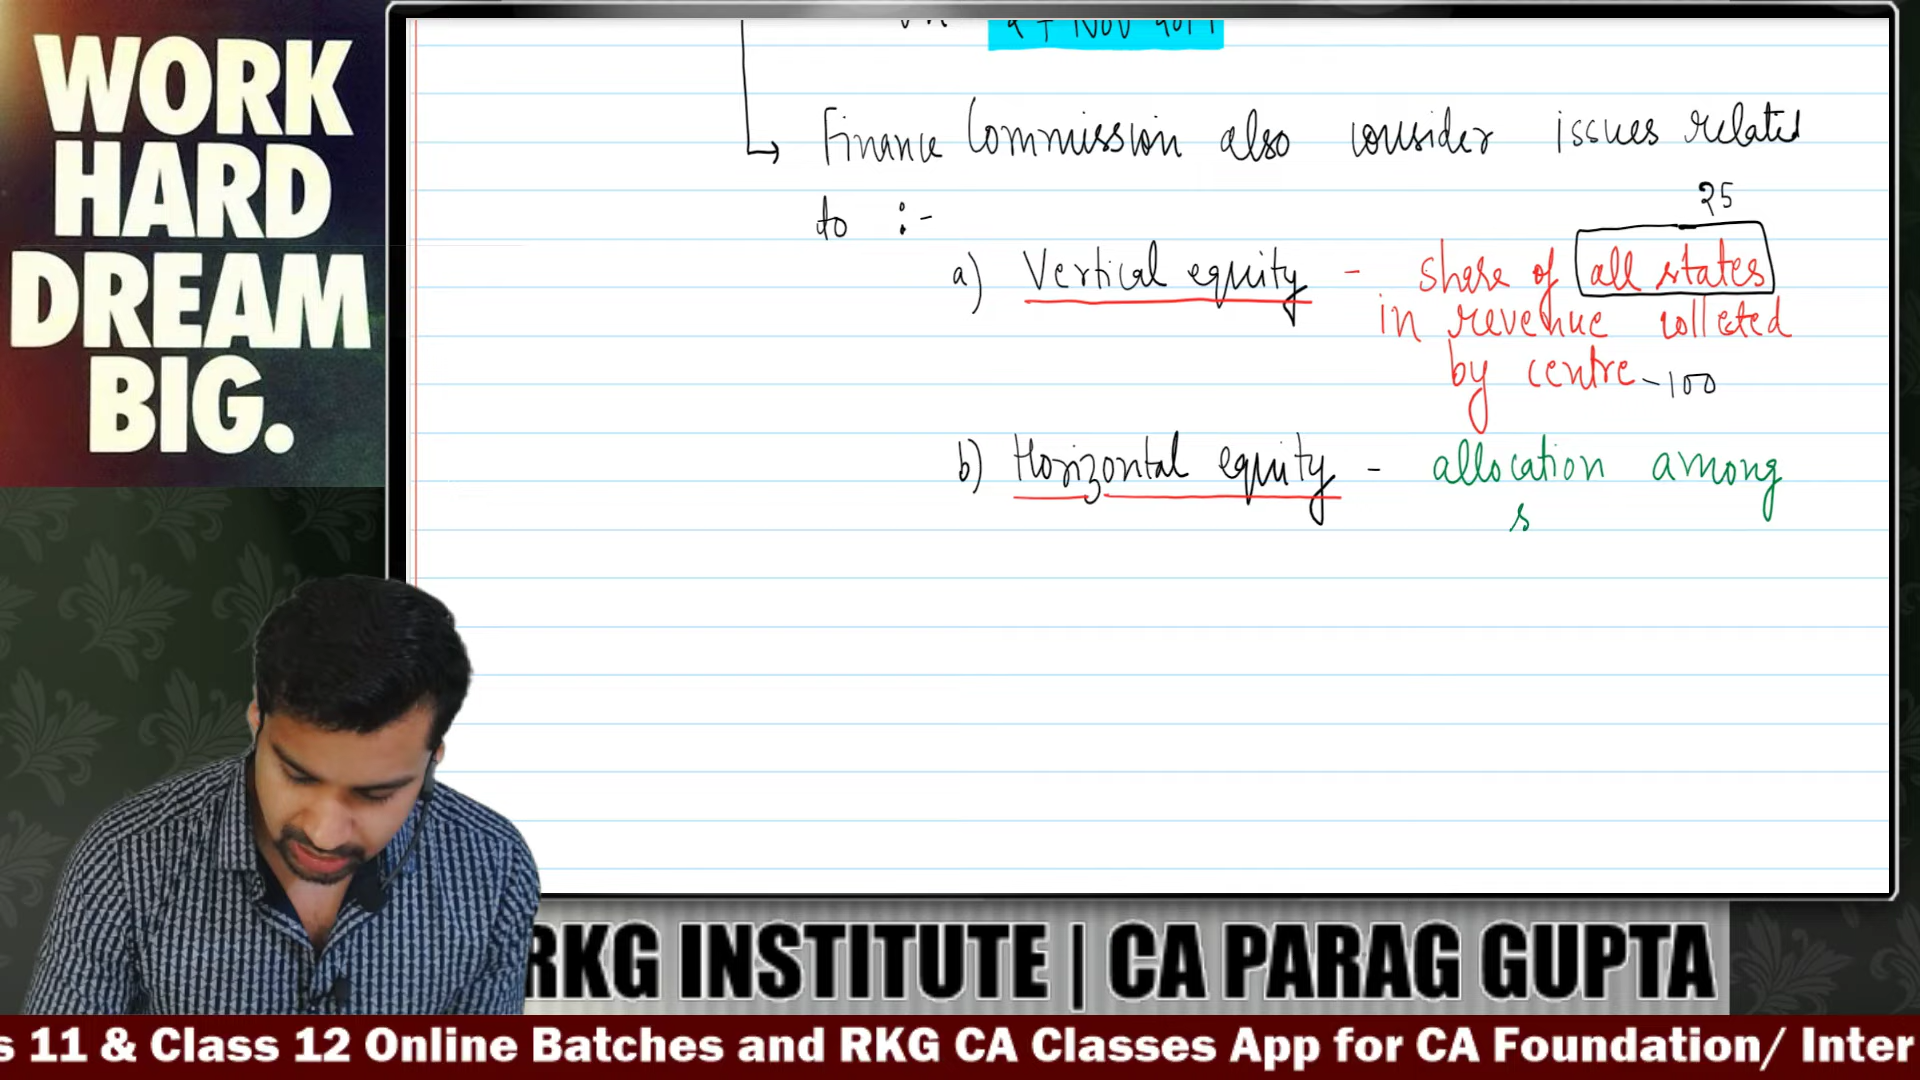 WORK
HARD
DREAM
BIG.
Nov
Finance Commission also consider issues related
to :-
25
a) Vertical equity - share of all states
in revenue collected
by centre - 100
b) Horizontal equity - allocation among
s
RKG INSTITUTE | CA PARAG GUPTA
s 11 & Class 12 Online Batches and RKG CA Classes App for CA Foundation/ Inter